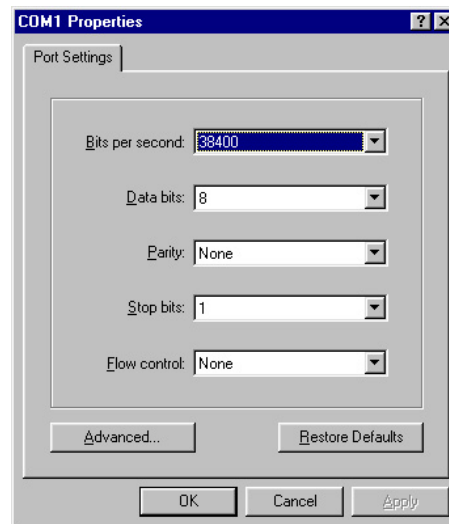 COM1 Properties
Port Settings
Bits per second: 38400
Data bits: 8
Parity: None
Stop bits: 1
Flow control: None
Advanced... Restore Defaults
OK Cancel Apply